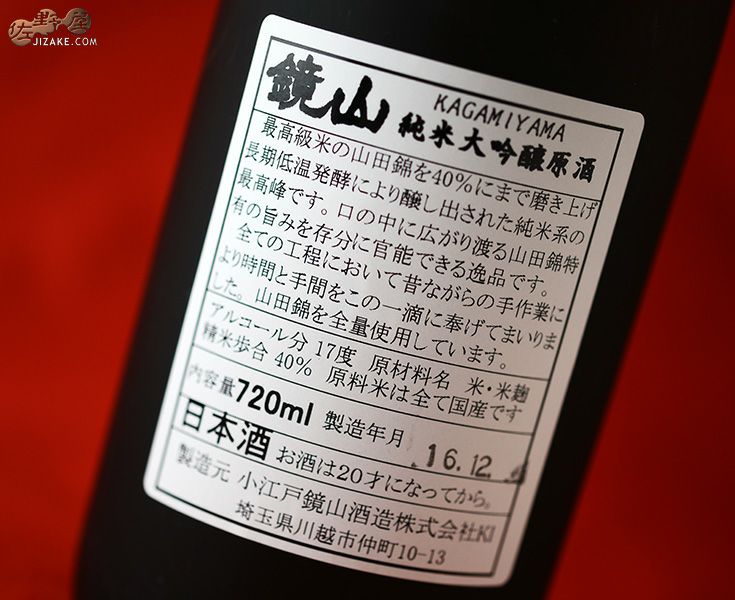 佐野屋
JIZAKE.COM
鏡山 KAGAMIYAMA
純米大吟醸原酒
最高級米の山田錦を40%にまで磨き上げ
長期低温発酵により醸し出された純米系の
最高峰です。口の中に広がり渡る山田錦特
有の旨みを存分に官能できる逸品です。
全ての工程において昔ながらの手作業に
より時間と手間をこの一滴に奉げてまいりま
した。山田錦を全量使用しています。
アルコール分 17度 原材料名 米・米麹
精米歩合 40% 原料米は全て国産です
内容量720ml 製造年月 16.12.
日本酒 お酒は20才になってから。
製造元 小江戸鏡山酒造株式会社KI
埼玉県川越市仲町10-13